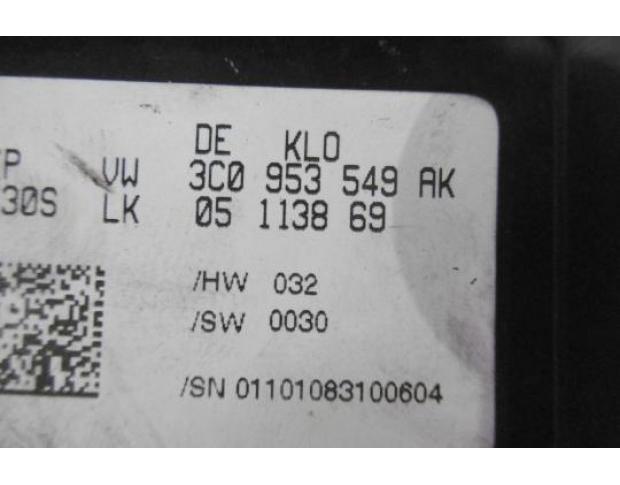 DE KLO
P VW 3C0 953 549 AK
30S LK 05 1138 69
/HW 032
/SW 0030
/SN 01101083100604